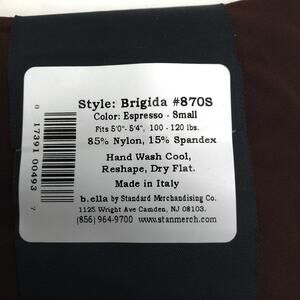 Style: Brigida #870S
Color: Espresso - Small
Fits 5'0"- 5'4", 100 - 120 lbs.
85% Nylon, 15% Spandex
Hand Wash Cool,
Reshape, Dry Flat.
Made in Italy
b.ella by Standard Merchandising Co.
1125 Wright Ave Camden, NJ 08103.
(856) 964-9700 www.stanmerch.com
0 17391 00493 7